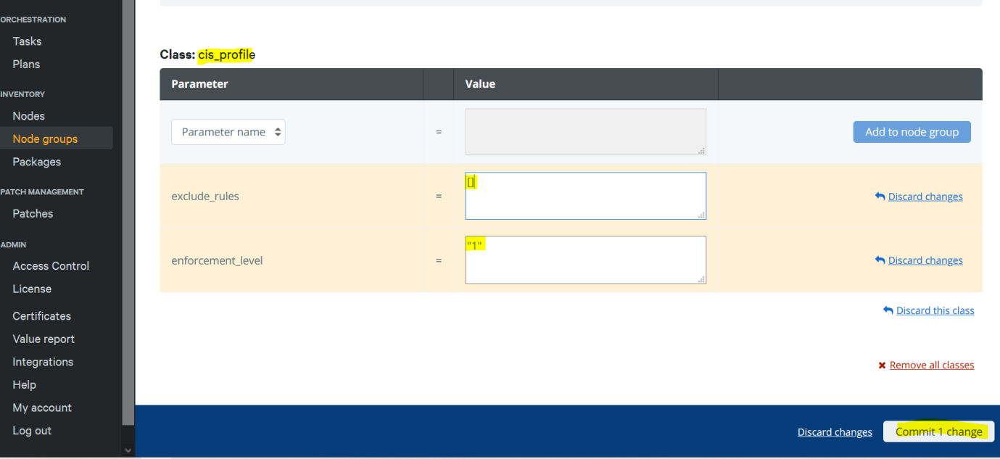 ORCHESTRATION
Tasks
Plans
INVENTORY
Nodes
Node groups
Packages
PATCH MANAGEMENT
Patches
ADMIN
Access Control
License
Certificates
Value report
Integrations
Help
My account
Log out
Class: cis_profile
Parameter Value
Parameter name = Add to node group
exclude_rules = [] Discard changes
enforcement_level = "1" Discard changes
Discard this class
Remove all classes
Discard changes Commit 1 change